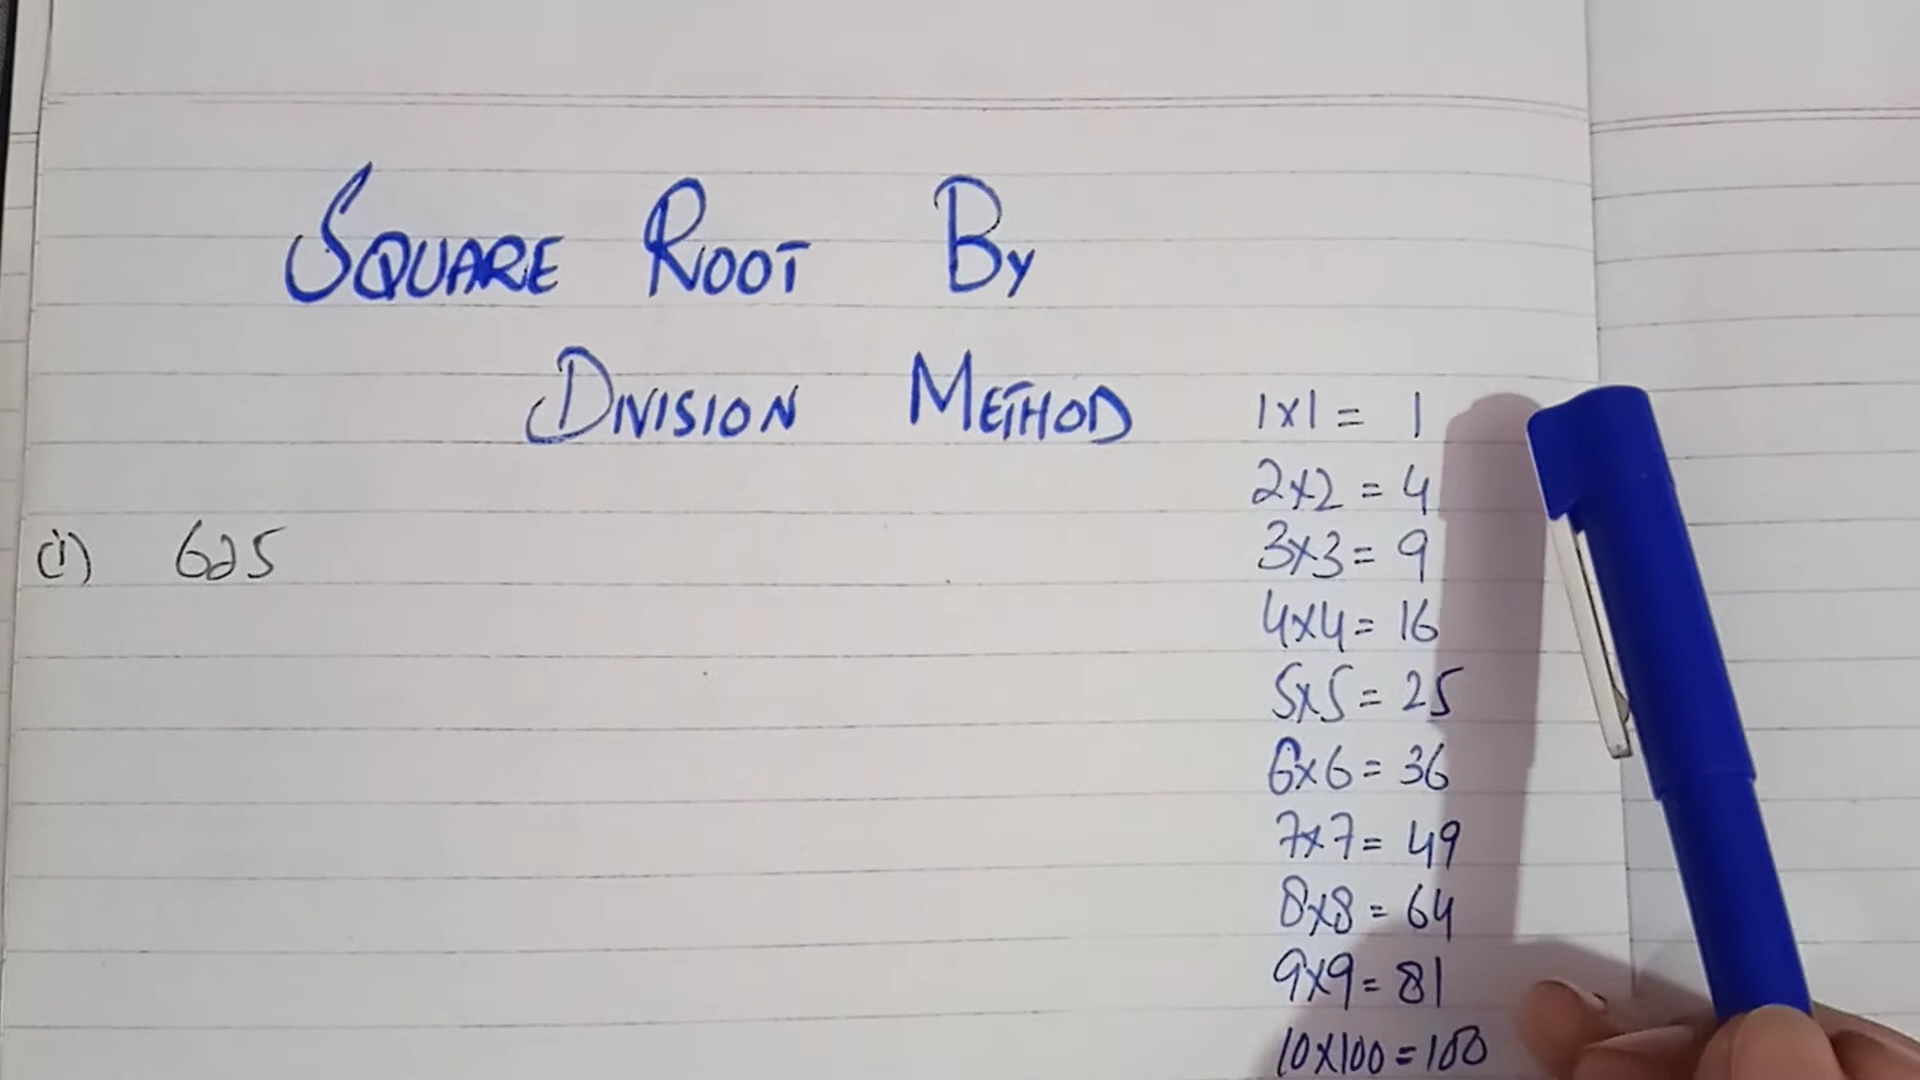 SQUARE ROOT BY
DIVISION METHOD
(i) 625
1x1 = 1
2x2 = 4
3x3 = 9
4x4 = 16
5x5 = 25
6x6 = 36
7x7 = 49
8x8 = 64
9x9 = 81
10x100 = 100